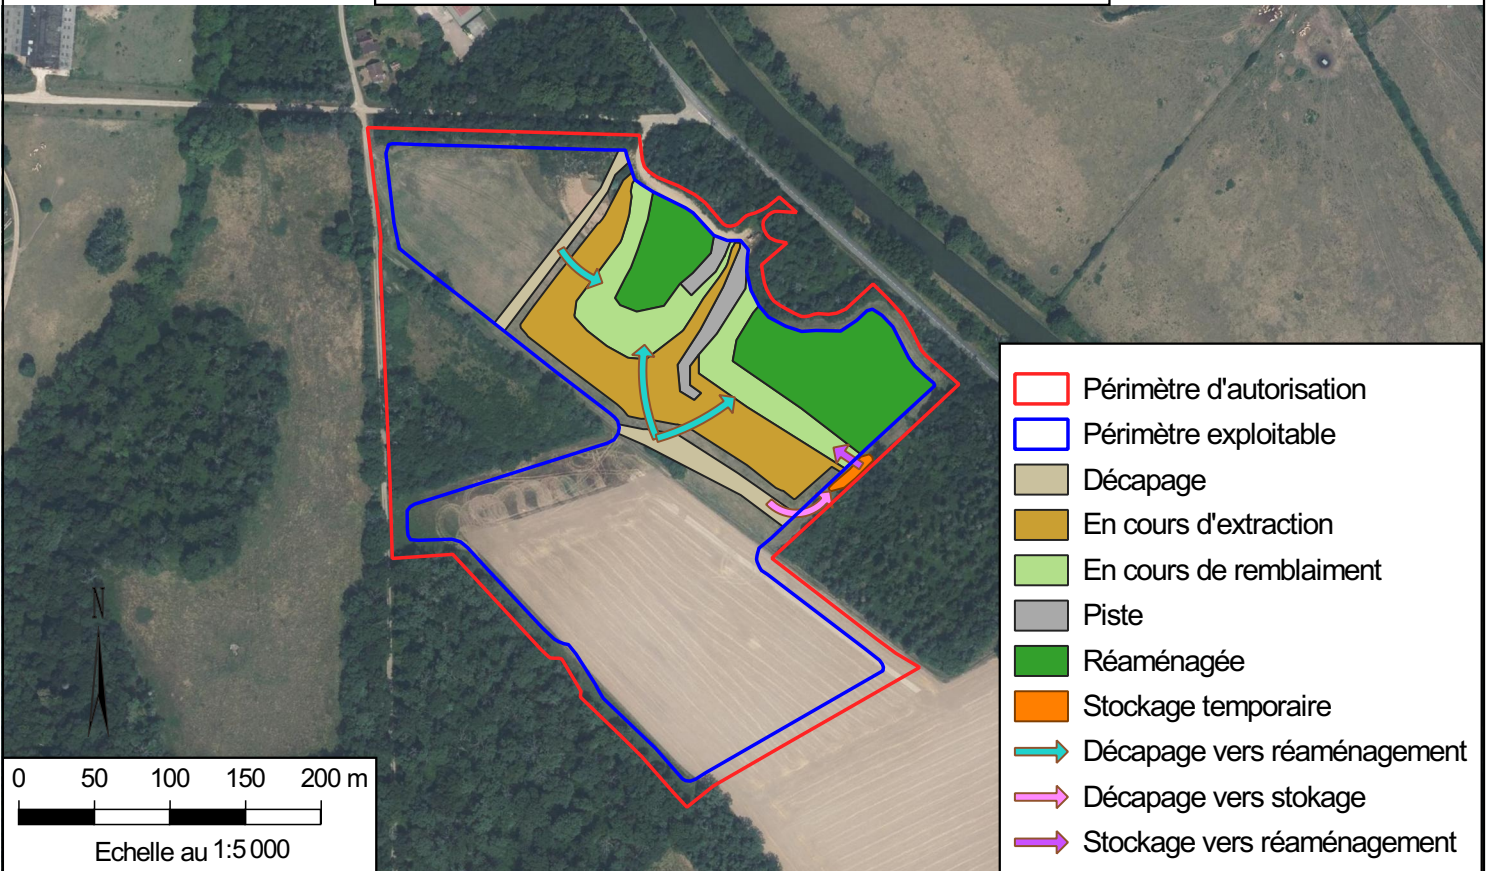 Périmètre d'autorisation
Périmètre exploitable
Décapage
En cours d'extraction
En cours de remblaiment
Piste
Réaménagée
Stockage temporaire
Décapage vers réaménagement
Décapage vers stokage
Stockage vers réaménagement
N
0 50 100 150 200 m
Echelle au 1:5 000